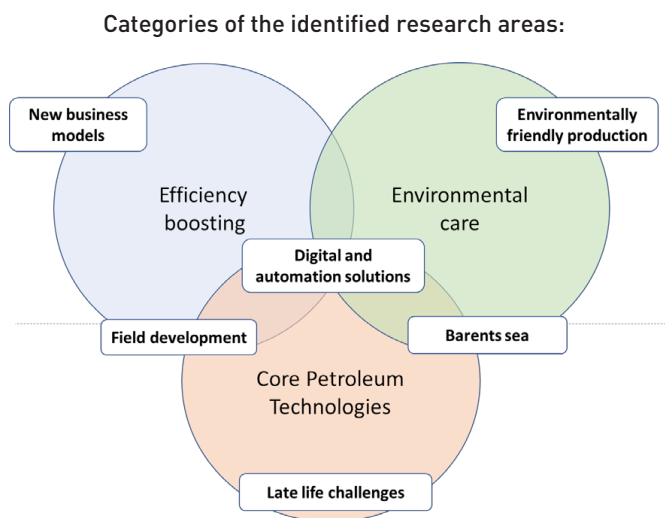 Categories of the identified research areas:
New business
models
Environmentally
friendly production
Efficiency
boosting
Environmental
care
Digital and
automation solutions
Field development
Barents sea
Core Petroleum
Technologies
Late life challenges